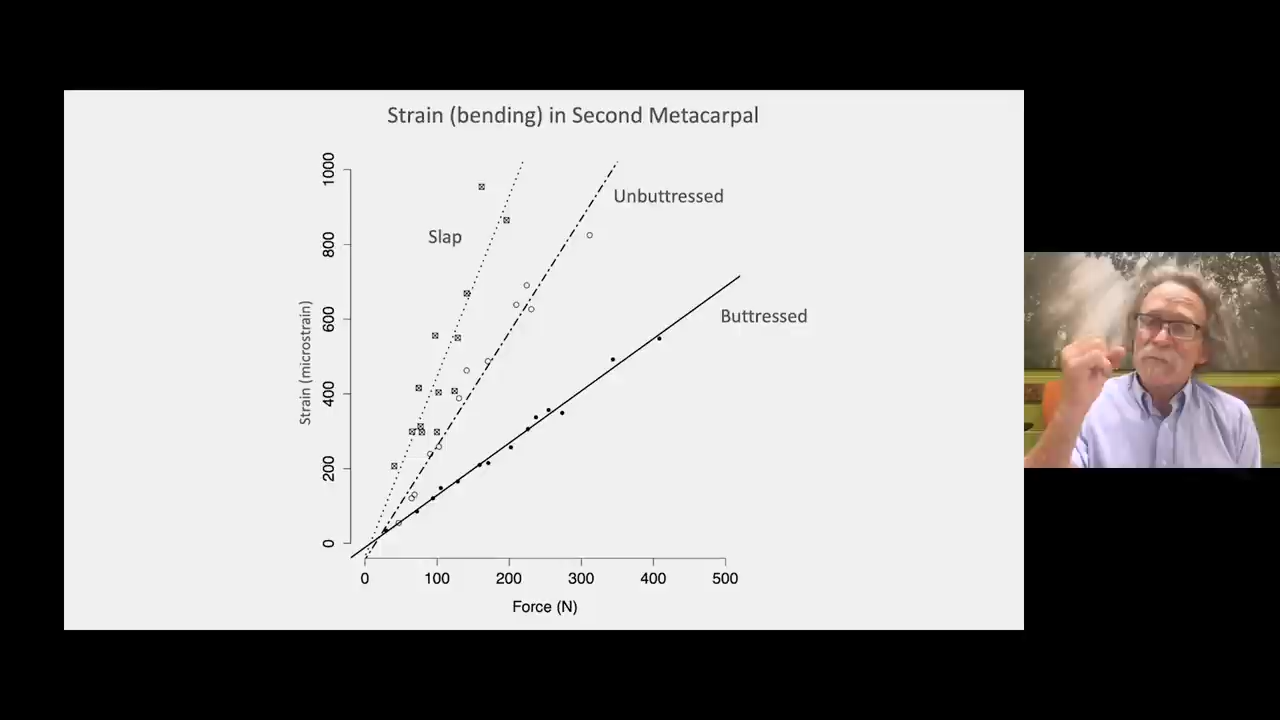 Strain (bending) in Second Metacarpal
1000
800
600
400
200
0
Strain (microstrain)
Slap
Unbuttressed
Buttressed
0 100 200 300 400 500
Force (N)